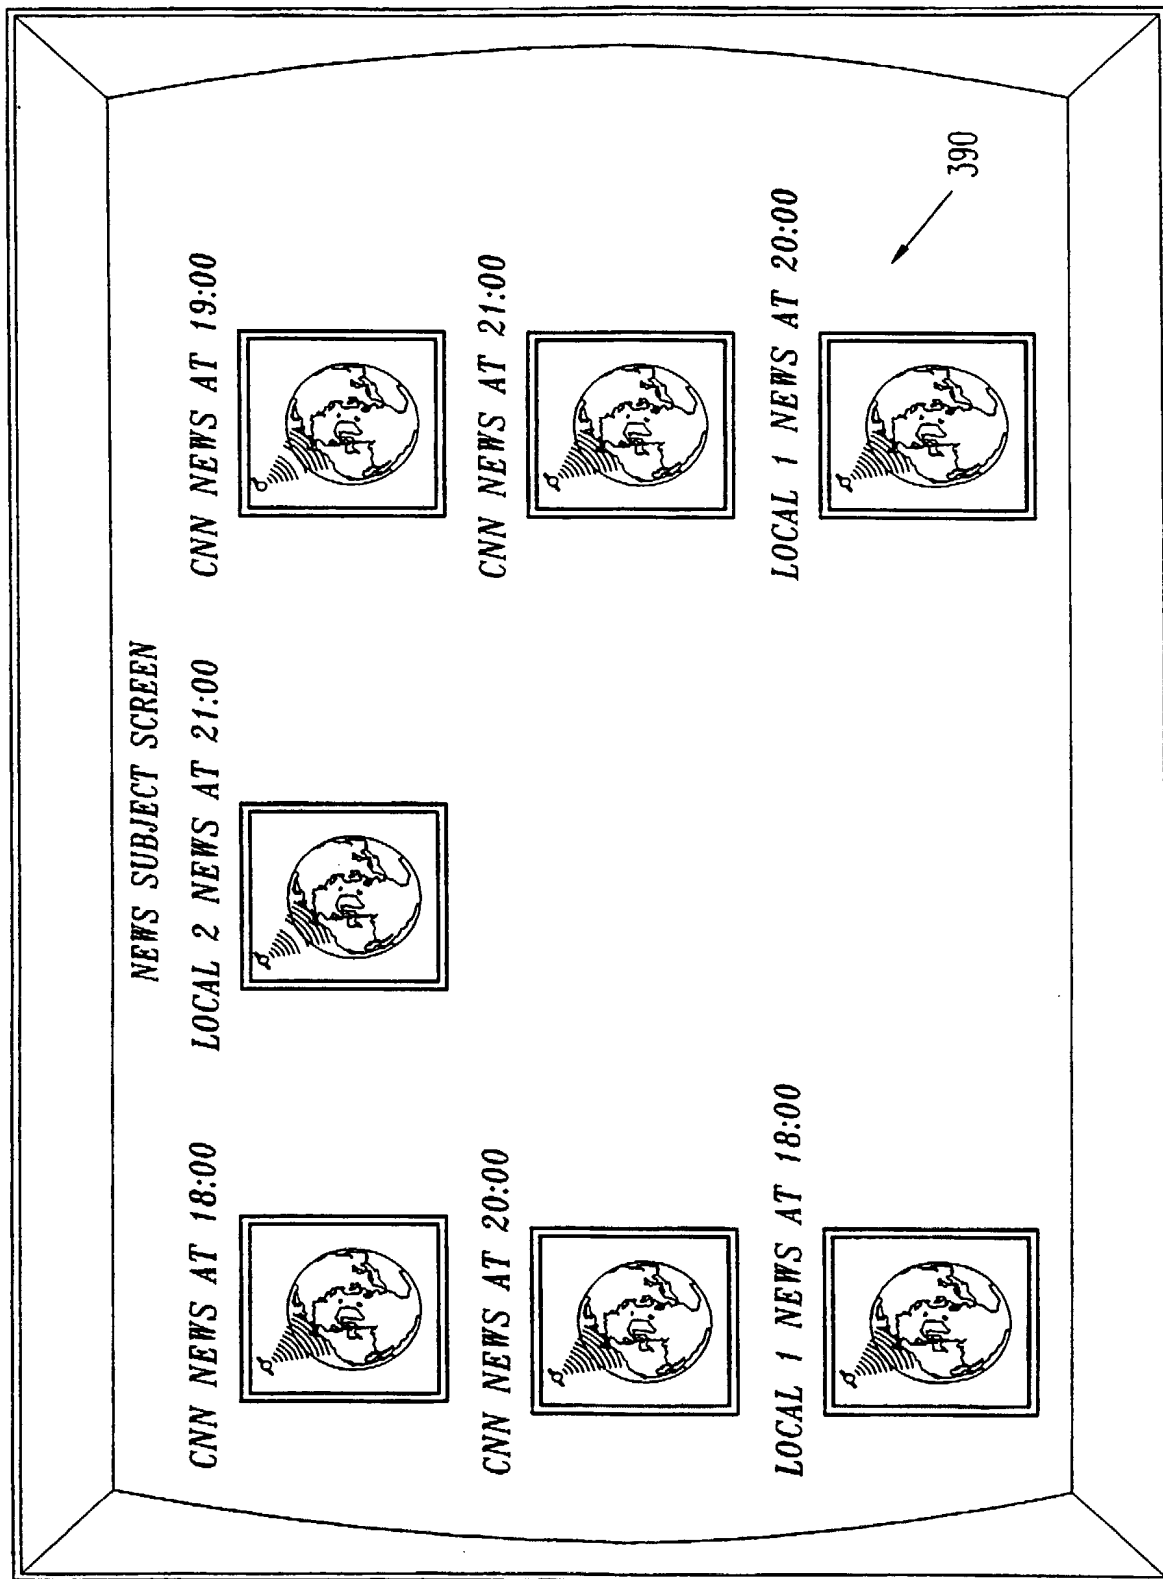 NEWS SUBJECT SCREEN
CNN NEWS AT 18:00
LOCAL 2 NEWS AT 21:00
CNN NEWS AT 19:00
CNN NEWS AT 20:00
CNN NEWS AT 21:00
LOCAL 1 NEWS AT 18:00
LOCAL 1 NEWS AT 20:00
390